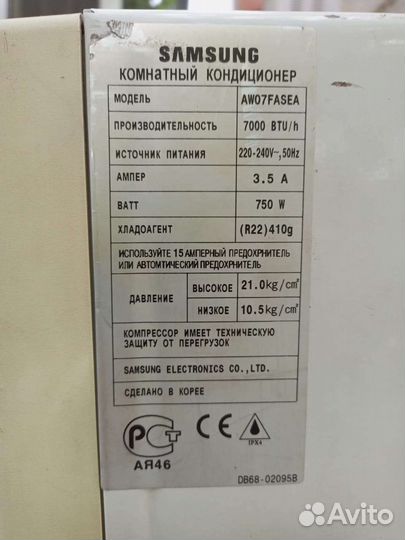 SAMSUNG
КОМНАТНЫЙ КОНДИЦИОНЕР
МОДЕЛЬ AW07FASEA
ПРОИЗВОДИТЕЛЬНОСТЬ 7000 BTU/h
ИСТОЧНИК ПИТАНИЯ 220-240V~,50Hz
АМПЕР 3.5 A
ВАТТ 750 W
ХЛАДОАГЕНТ (R22)410g
ИСПОЛЬЗУЙТЕ 15 АМПЕРНЫЙ ПРЕДОХРНИТЕЛЬ
ИЛИ АВТОМТИЧЕСКИЙ ПРЕДОХРНИТЕЛЬ
ДАВЛЕНИЕ
ВЫСОКОЕ 21.0kg/cm²
НИЗКОЕ 10.5kg/cm²
КОМПРЕССОР ИМЕЕТ ТЕХНИЧЕСКУЮ
ЗАЩИТУ ОТ ПЕРЕГРУЗОК
SAMSUNG ELECTRONICS CO.,LTD.
СДЕЛАНО В КОРЕЕ
РСТ
АЯ46
CE
IPX4
DB68-02095B
Avito